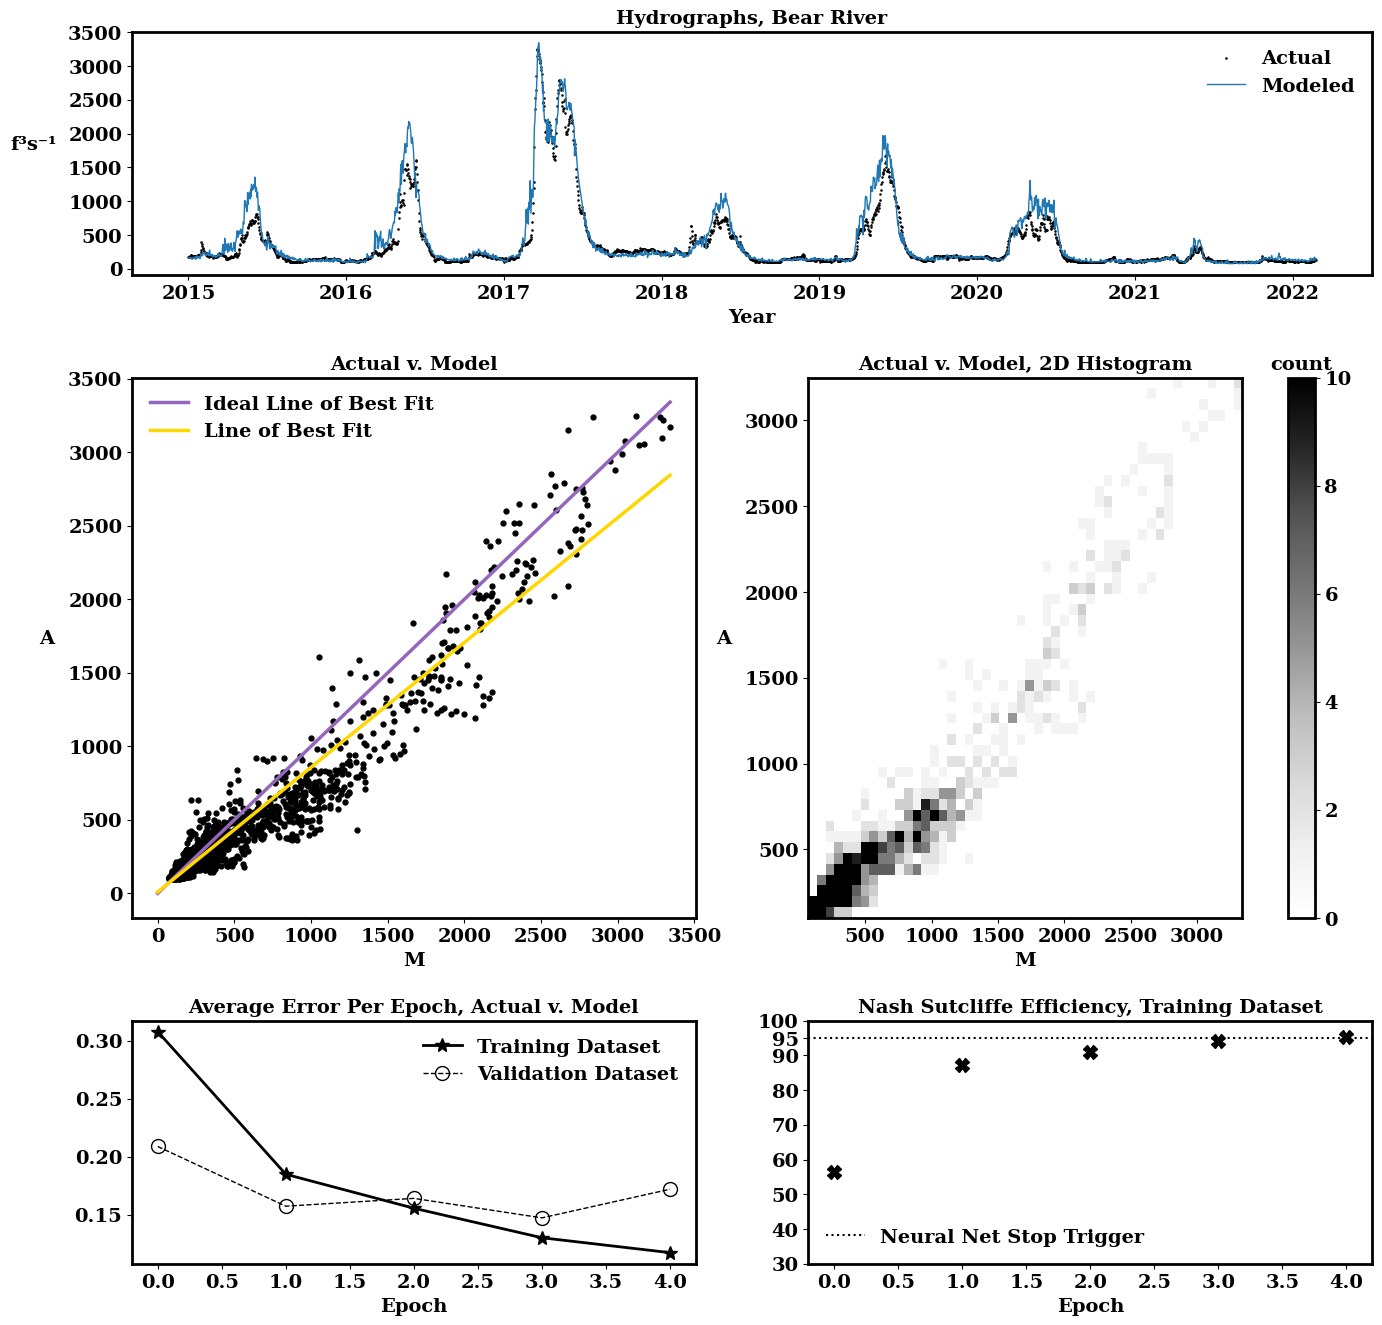 Hydrographs, Bear River
3500
3000
2500
2000
1500
1000
500
0
f³s⁻¹
Actual
Modeled
2015 2016 2017 2018 2019 2020 2021 2022
Year
Actual v. Model
3500
3000
2500
2000
1500
1000
500
0
A
Ideal Line of Best Fit
Line of Best Fit
0 500 1000 1500 2000 2500 3000 3500
M
Actual v. Model, 2D Histogram
3000
2500
2000
1500
1000
500
A
500 1000 1500 2000 2500 3000
M
count
10
8
6
4
2
0
Average Error Per Epoch, Actual v. Model
0.30
0.25
0.20
0.15
Training Dataset
Validation Dataset
0.0 0.5 1.0 1.5 2.0 2.5 3.0 3.5 4.0
Epoch
Nash Sutcliffe Efficiency, Training Dataset
100
95
90
80
70
60
50
40
30
Neural Net Stop Trigger
0.0 0.5 1.0 1.5 2.0 2.5 3.0 3.5 4.0
Epoch